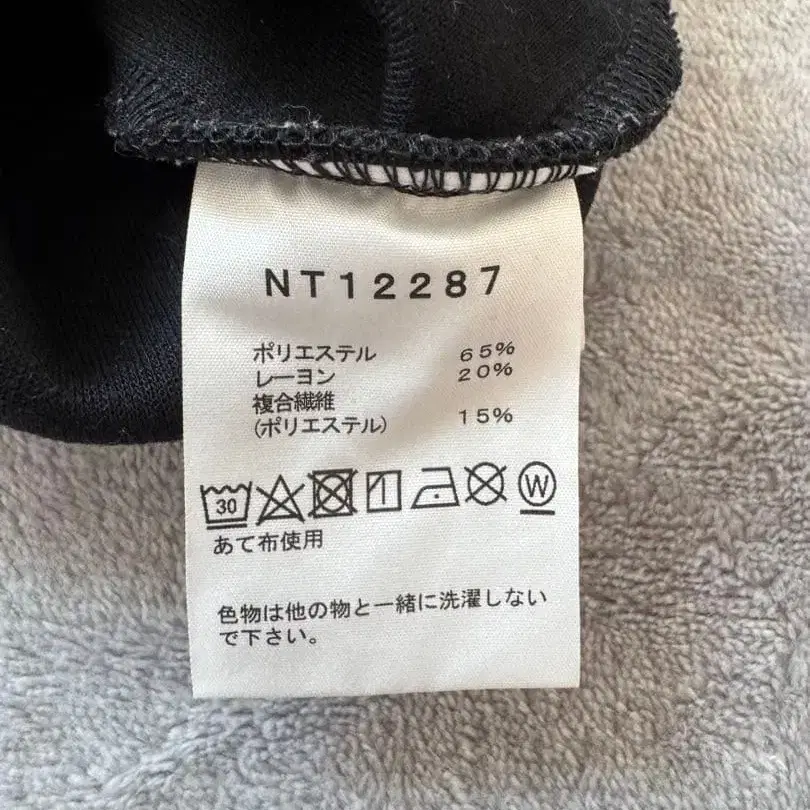 NT12287
ポリエステル 65%
レーヨン 20%
複合繊維
(ポリエステル) 15%
30 W
あて布使用
色物は他の物と一緒に洗濯しない
で下さい。